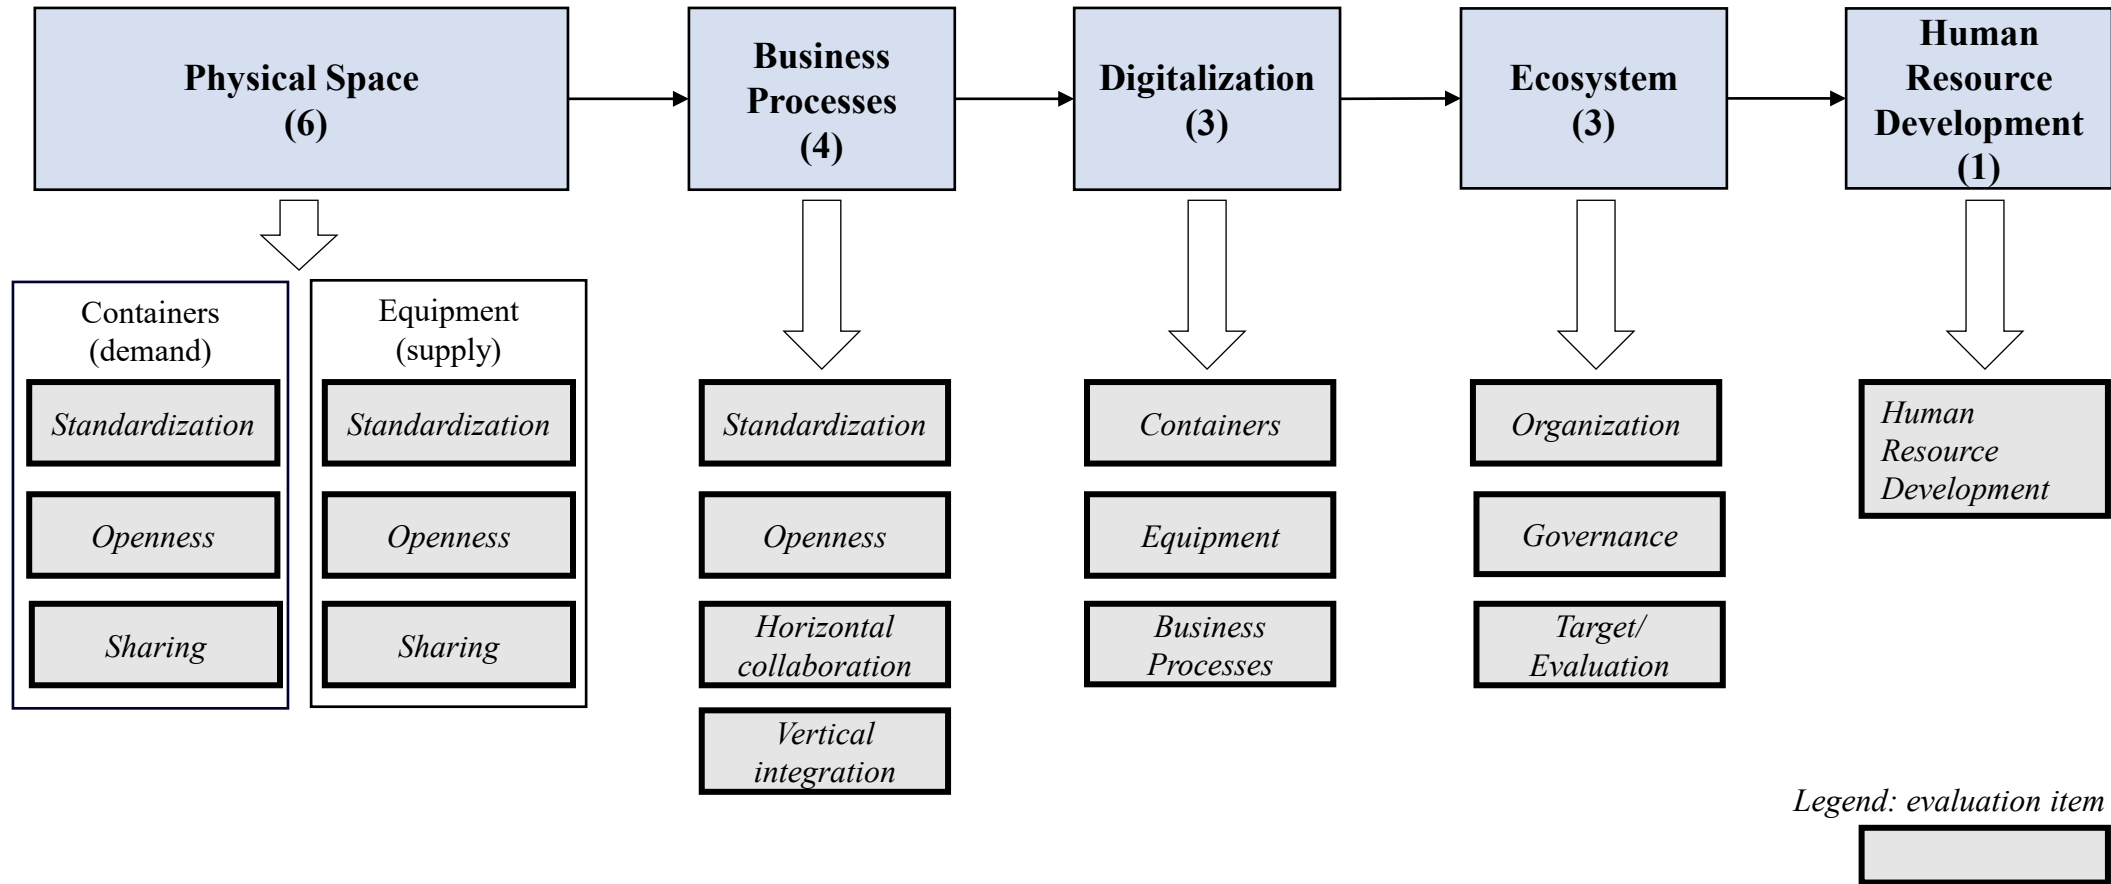 Physical Space
(6)
Business
Processes
(4)
Digitalization
(3)
Ecosystem
(3)
Human
Resource
Development
(1)
Containers
(demand)
Standardization
Openness
Sharing
Equipment
(supply)
Standardization
Openness
Sharing
Standardization
Openness
Horizontal
collaboration
Vertical
integration
Containers
Equipment
Business
Processes
Organization
Governance
Target/
Evaluation
Human
Resource
Development
Legend: evaluation item